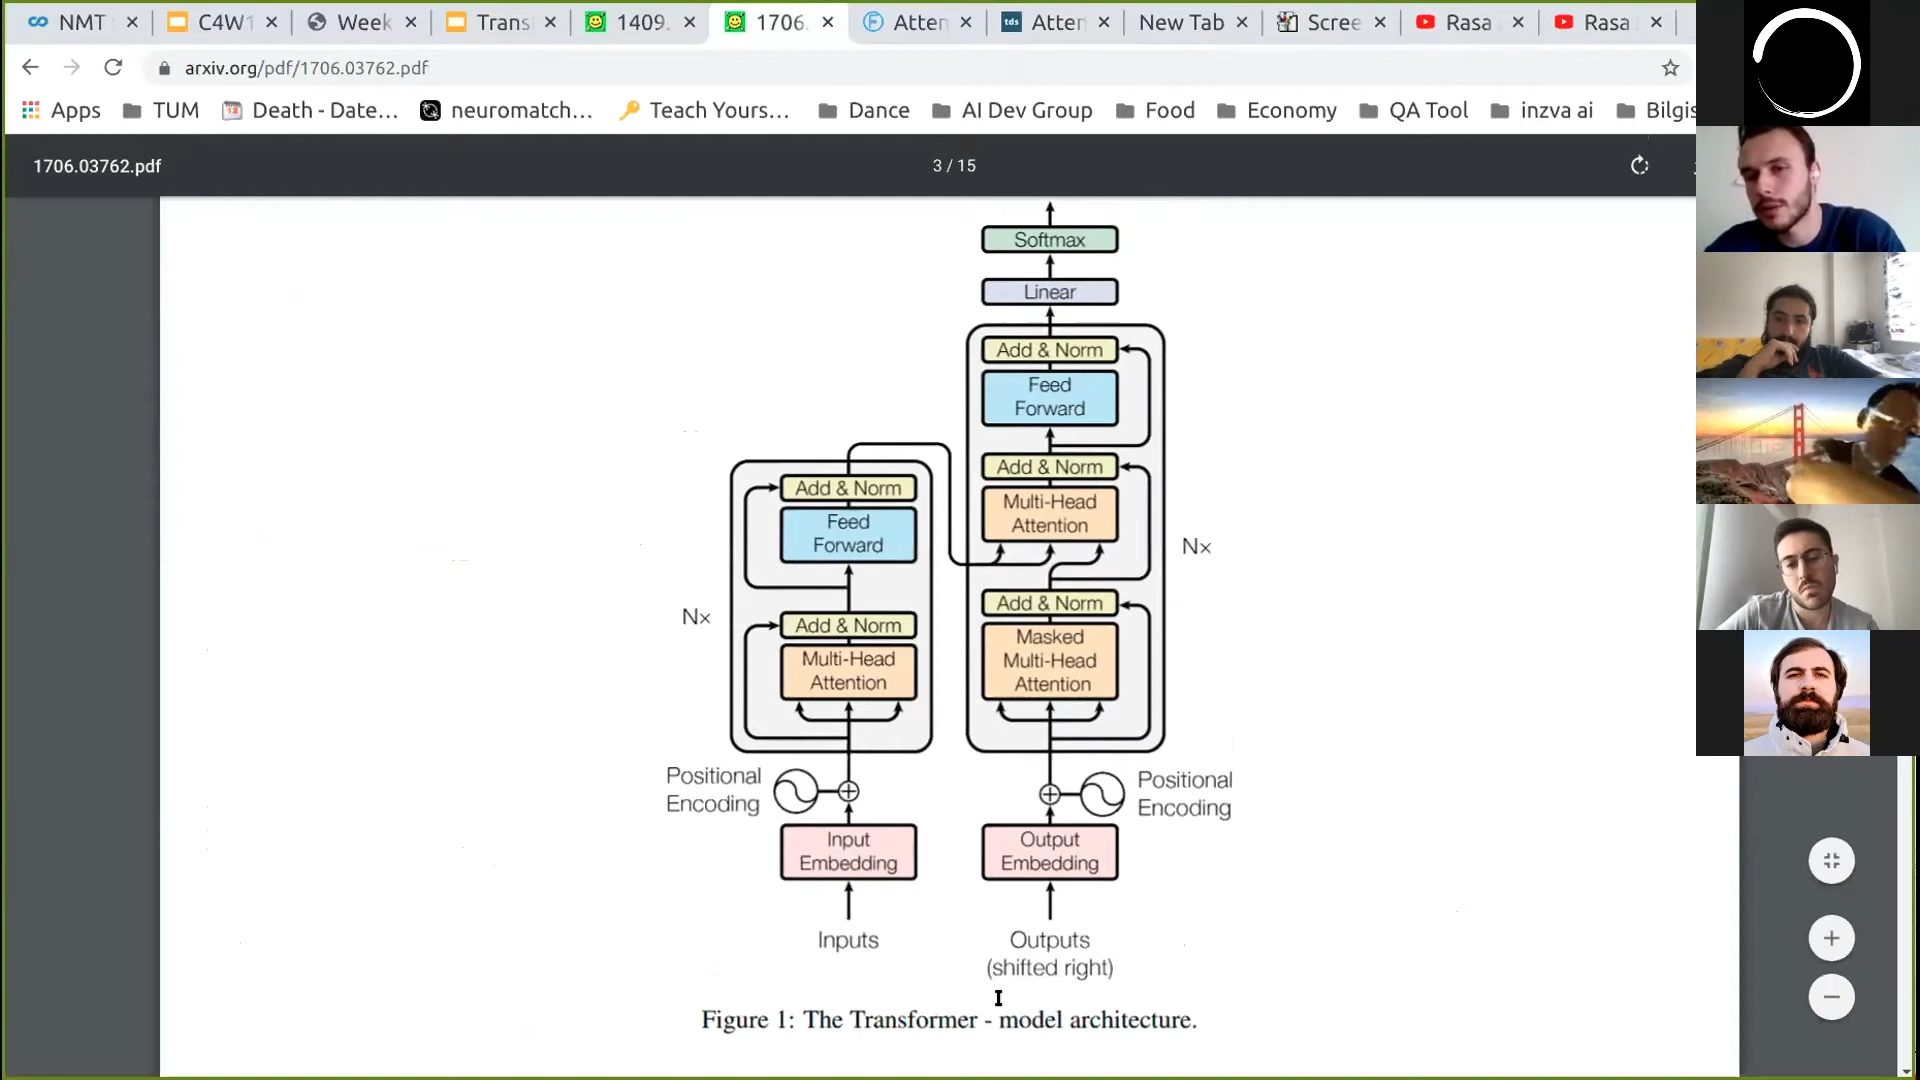 NMT
C4W1
Week
Trans
1409.
1706.
Atten
tds
Atten
New Tab
Scree
Rasa
Rasa
arxiv.org/pdf/1706.03762.pdf
Apps
TUM
12
Death - Date...
neuromatch...
Teach Yours...
Dance
AI Dev Group
Food
Economy
QA Tool
inzva ai
Bilgis
1706.03762.pdf
3 / 15
Softmax
Linear
Add & Norm
Feed
Forward
Add & Norm
Multi-Head
Attention
Add & Norm
Masked
Multi-Head
Attention
Nx
Add & Norm
Feed
Forward
Add & Norm
Multi-Head
Attention
Nx
Positional
Encoding
Positional
Encoding
Input
Embedding
Output
Embedding
Inputs
Outputs
(shifted right)
Figure 1: The Transformer - model architecture.